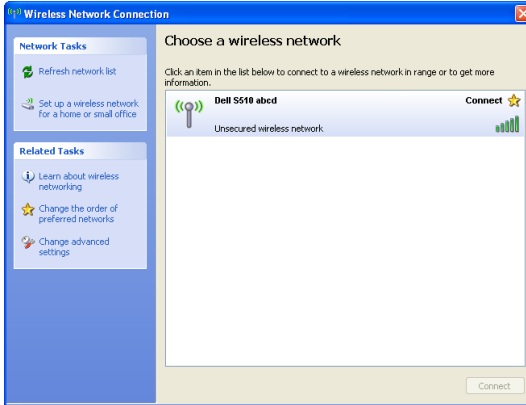 Wireless Network Connection
Network Tasks
Refresh network list
Set up a wireless network
for a home or small office
Related Tasks
Learn about wireless
networking
Change the order of
preferred networks
Change advanced
settings
Choose a wireless network
Click an item in the list below to connect to a wireless network in range or to get more
information.
Dell S510 abcd
Connect
Unsecured wireless network
Connect